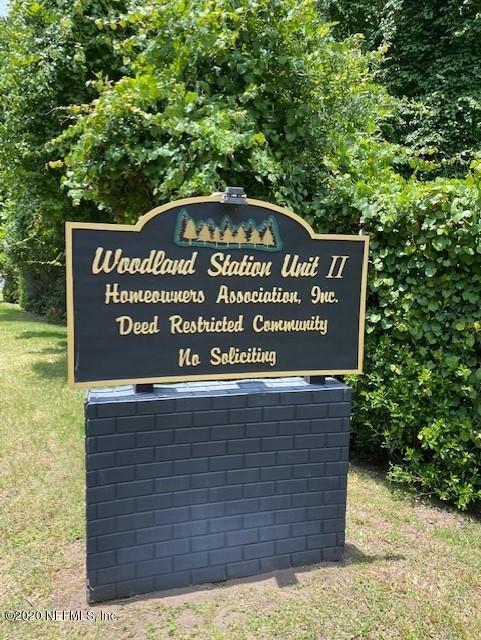 Woodland Station Unit II
Homeowners Association, Inc.
Deed Restricted Community
No Soliciting
©2020 NEFMLS, Inc.